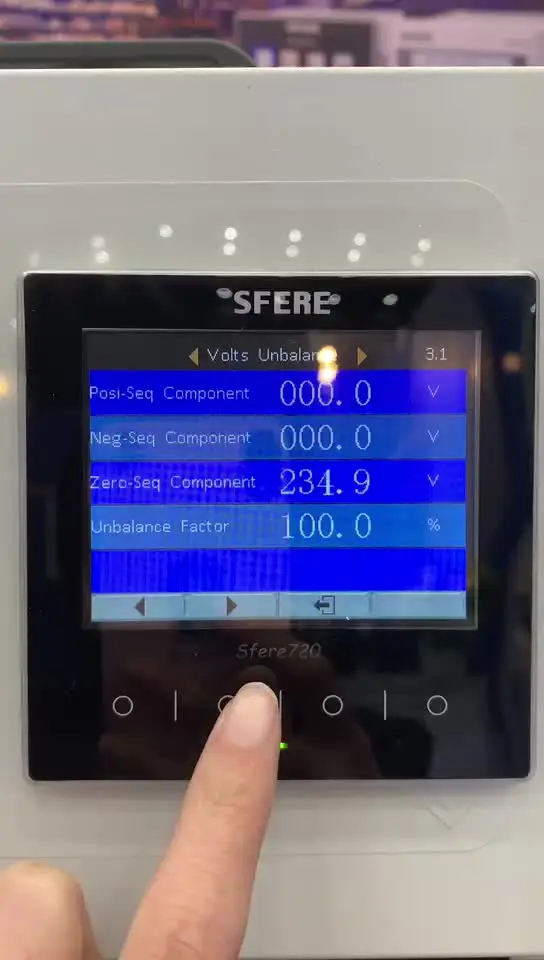 SFERE
Volts Unbalance 3.1
Posi-Seq Component 000.0 V
Neg-Seq Component 000.0 V
Zero-Seq Component 234.9 V
Unbalance Factor 100.0 %
Sfere720